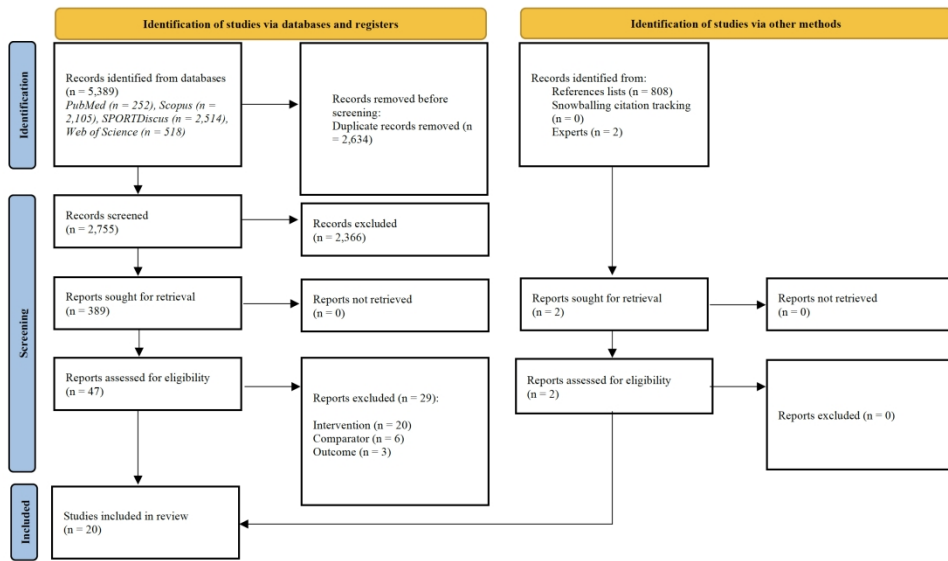 Identification of studies via databases and registers
Identification of studies via other methods
Identification
Records identified from databases
(n = 5,389)
PubMed (n = 252), Scopus (n =
2,105), SPORTDiscus (n = 2,514),
Web of Science (n = 518)
Records removed before
screening:
Duplicate records removed (n
= 2,634)
Records identified from:
References lists (n = 808)
Snowballing citation tracking
(n = 0)
Experts (n = 2)
Screening
Records screened
(n = 2,755)
Records excluded
(n = 2,366)
Reports sought for retrieval
(n = 389)
Reports not retrieved
(n = 0)
Reports sought for retrieval
(n = 2)
Reports not retrieved
(n = 0)
Reports assessed for eligibility
(n = 47)
Reports excluded (n = 29):
Intervention (n = 20)
Comparator (n = 6)
Outcome (n = 3)
Reports assessed for eligibility
(n = 2)
Reports excluded (n = 0)
Included
Studies included in review
(n = 20)